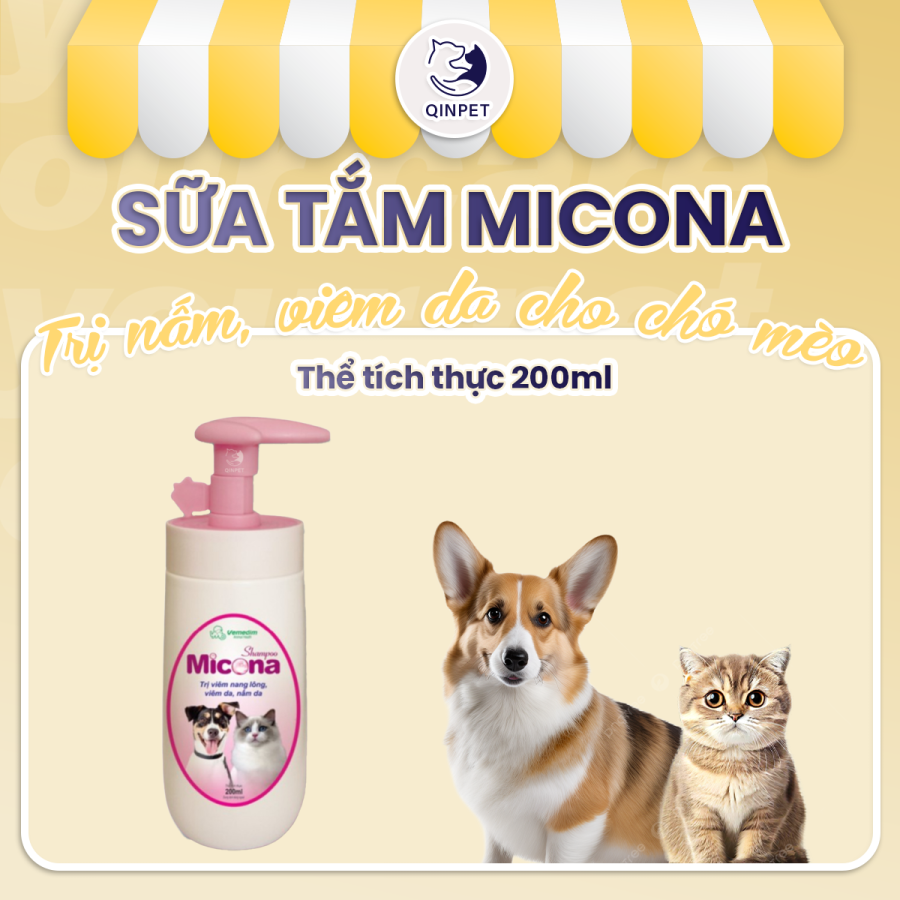 QINPET
SỮA TẮM MICONA
Trị nấm, viêm da cho chó mèo
Thể tích thực 200ml
QINPET
Vemedim
Shampoo
Micona
Trị viêm nang lông,
viêm da, nấm da
200ml